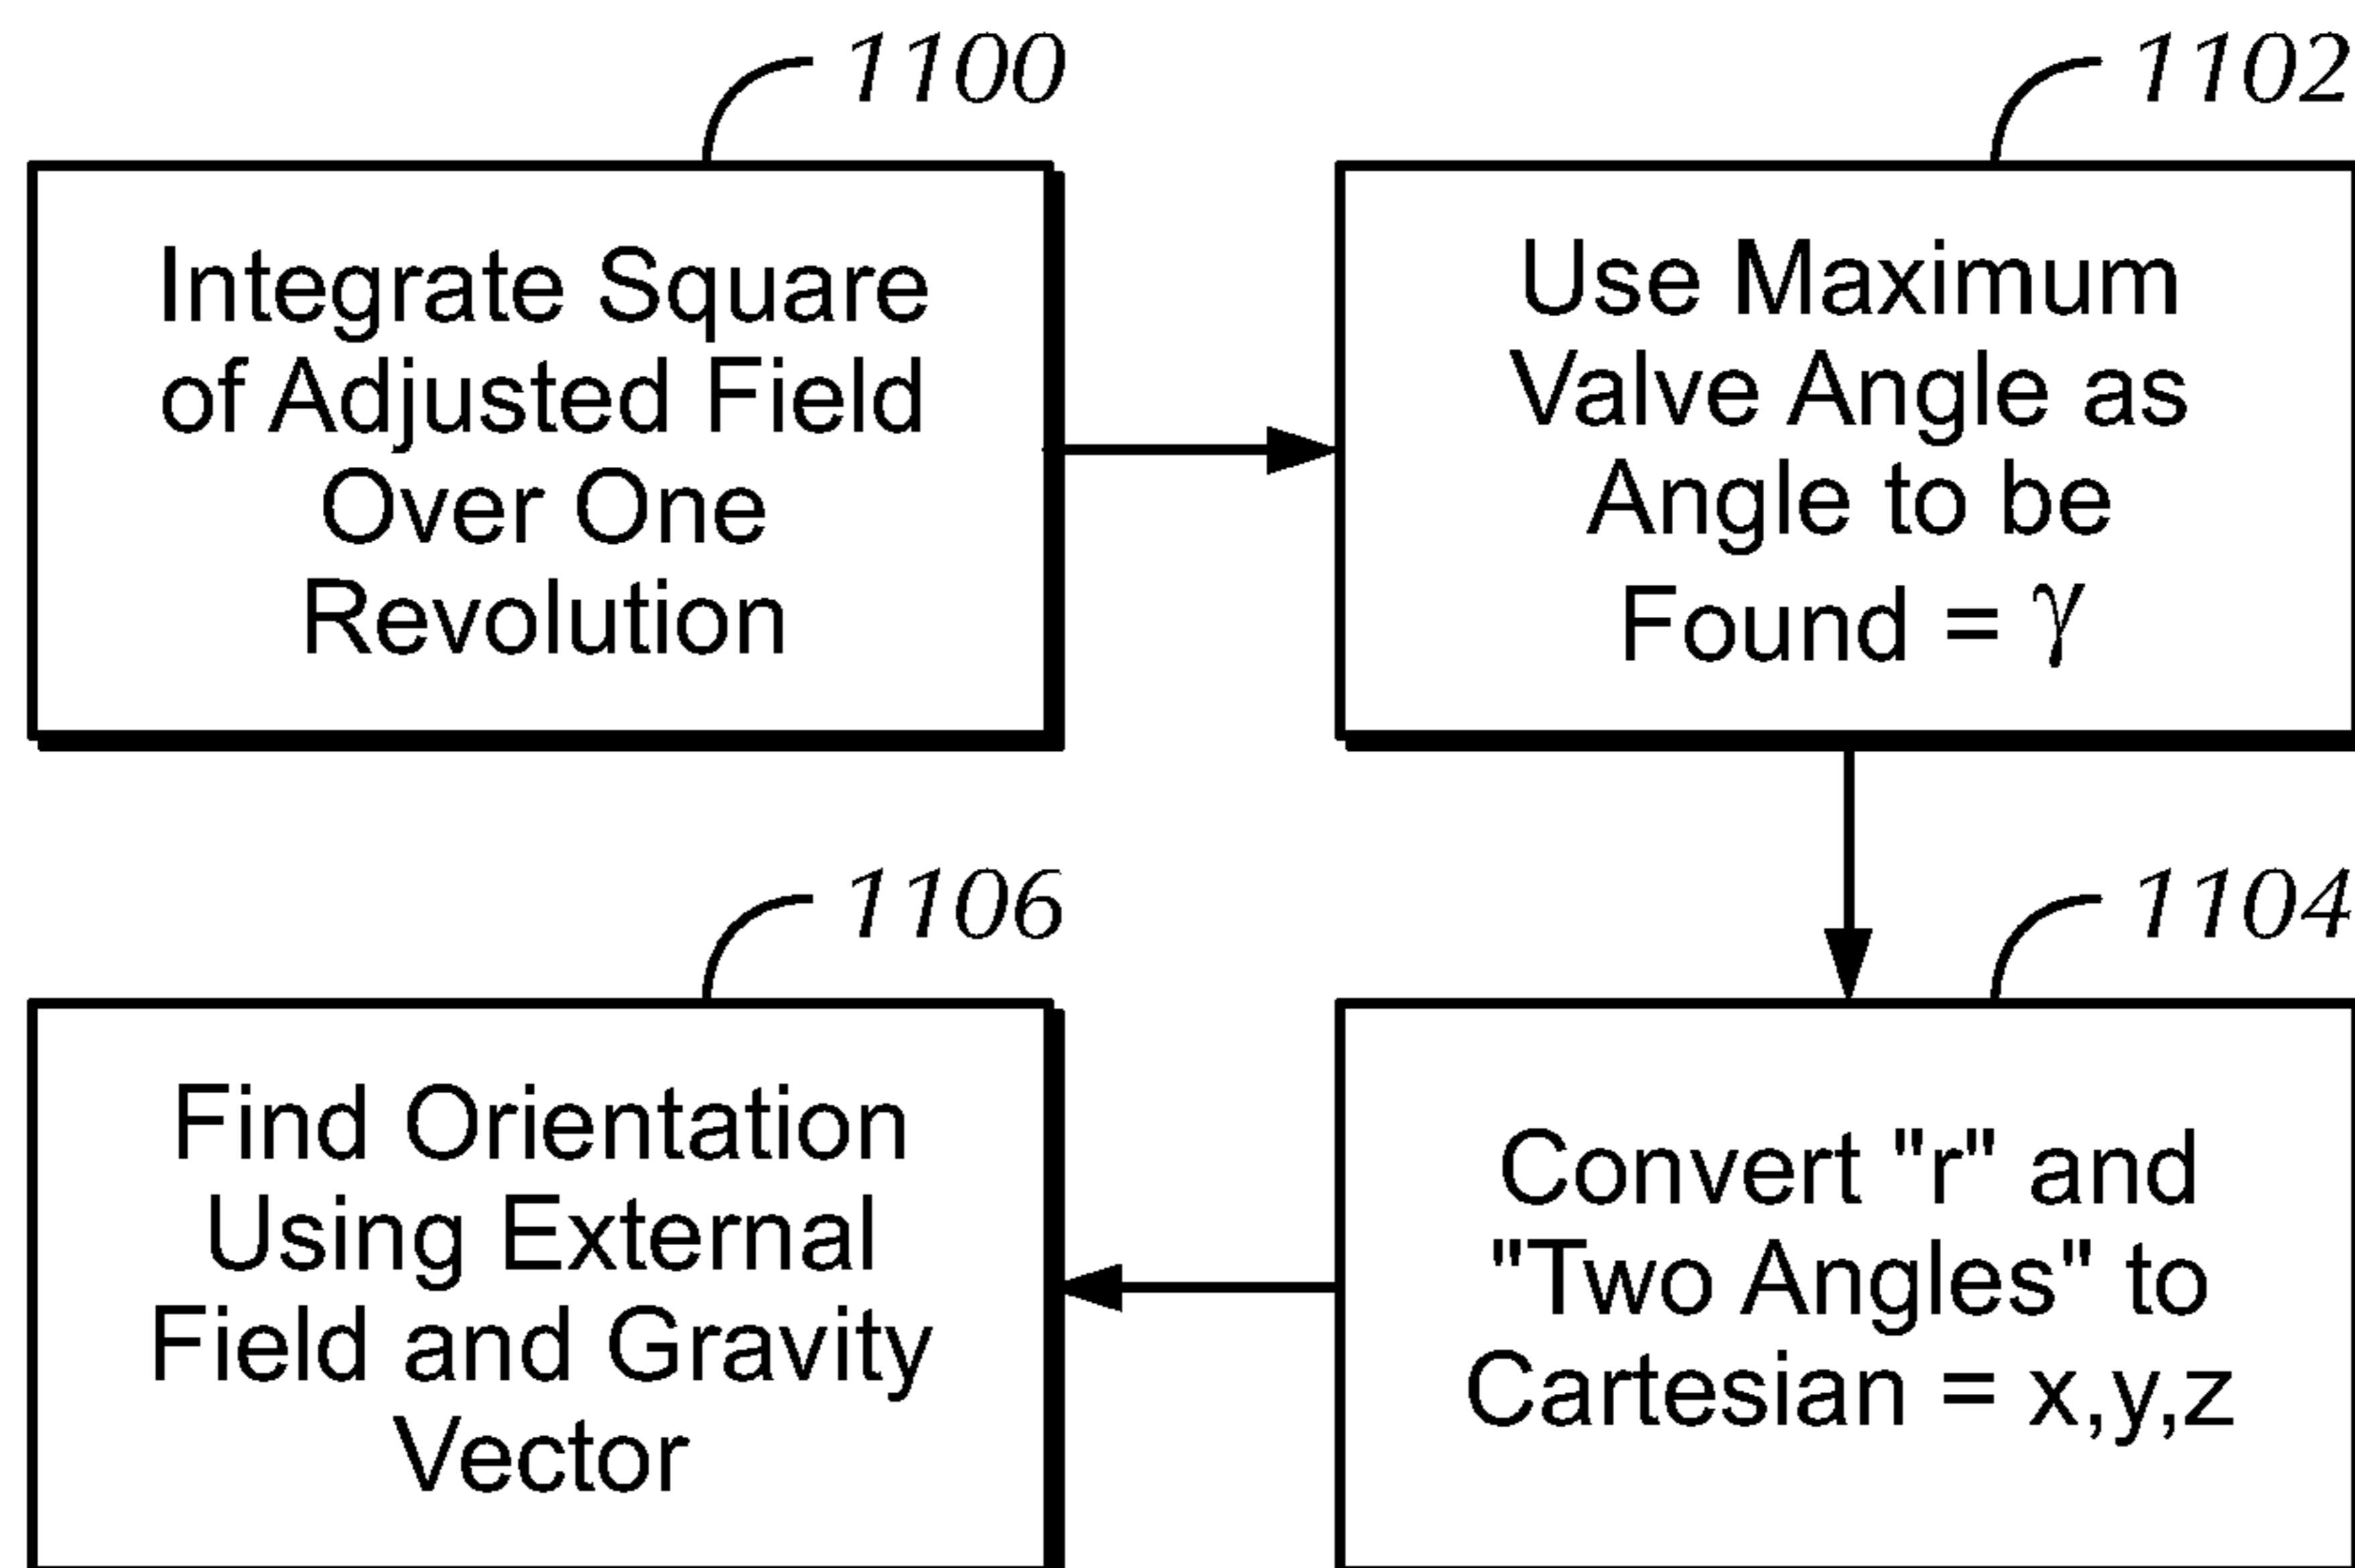 1100
Integrate Square
of Adjusted Field
Over One
Revolution
1102
Use Maximum
Valve Angle as
Angle to be
Found = γ
1104
Convert "r" and
"Two Angles" to
Cartesian = x,y,z
1106
Find Orientation
Using External
Field and Gravity
Vector